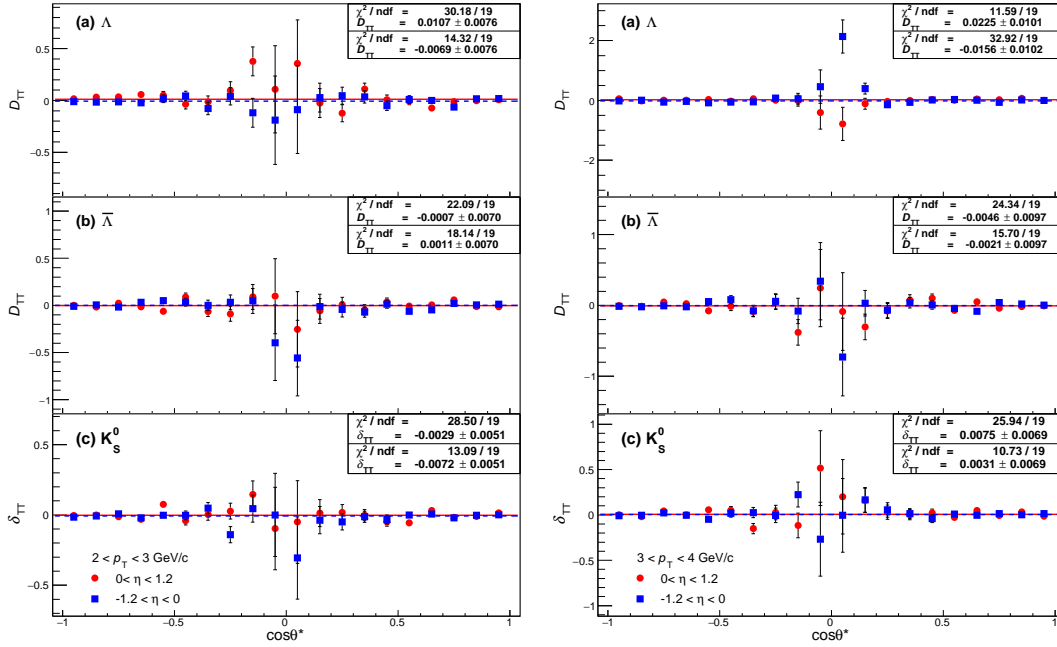 (a) Λ
χ² / ndf = 30.18 / 19
D_TT = 0.0107 ± 0.0076
χ² / ndf = 14.32 / 19
D_TT = -0.0069 ± 0.0076
D_TT
0.5
0
−0.5
(b) Λ̅
χ² / ndf = 22.09 / 19
D_TT = -0.0007 ± 0.0070
χ² / ndf = 18.14 / 19
D_TT = 0.0011 ± 0.0070
D_TT
1
0.5
0
−0.5
−1
(c) K⁰_S
χ² / ndf = 28.50 / 19
δ_TT = -0.0029 ± 0.0051
χ² / ndf = 13.09 / 19
δ_TT = -0.0072 ± 0.0051
δ_TT
0.5
0
−0.5
2 < p_T < 3 GeV/c
0< η < 1.2
-1.2 < η < 0
−1 −0.5 0 0.5 1
cosθ*
(a) Λ
χ² / ndf = 11.59 / 19
D_TT = 0.0225 ± 0.0101
χ² / ndf = 32.92 / 19
D_TT = -0.0156 ± 0.0102
D_TT
2
0
−2
(b) Λ̅
χ² / ndf = 24.34 / 19
D_TT = -0.0046 ± 0.0097
χ² / ndf = 15.70 / 19
D_TT = -0.0021 ± 0.0097
D_TT
1
0
−1
(c) K⁰_S
χ² / ndf = 25.94 / 19
δ_TT = 0.0075 ± 0.0069
χ² / ndf = 10.73 / 19
δ_TT = 0.0031 ± 0.0069
δ_TT
1
0.5
0
−0.5
−1
3 < p_T < 4 GeV/c
0< η < 1.2
-1.2 < η < 0
−1 −0.5 0 0.5 1
cosθ*